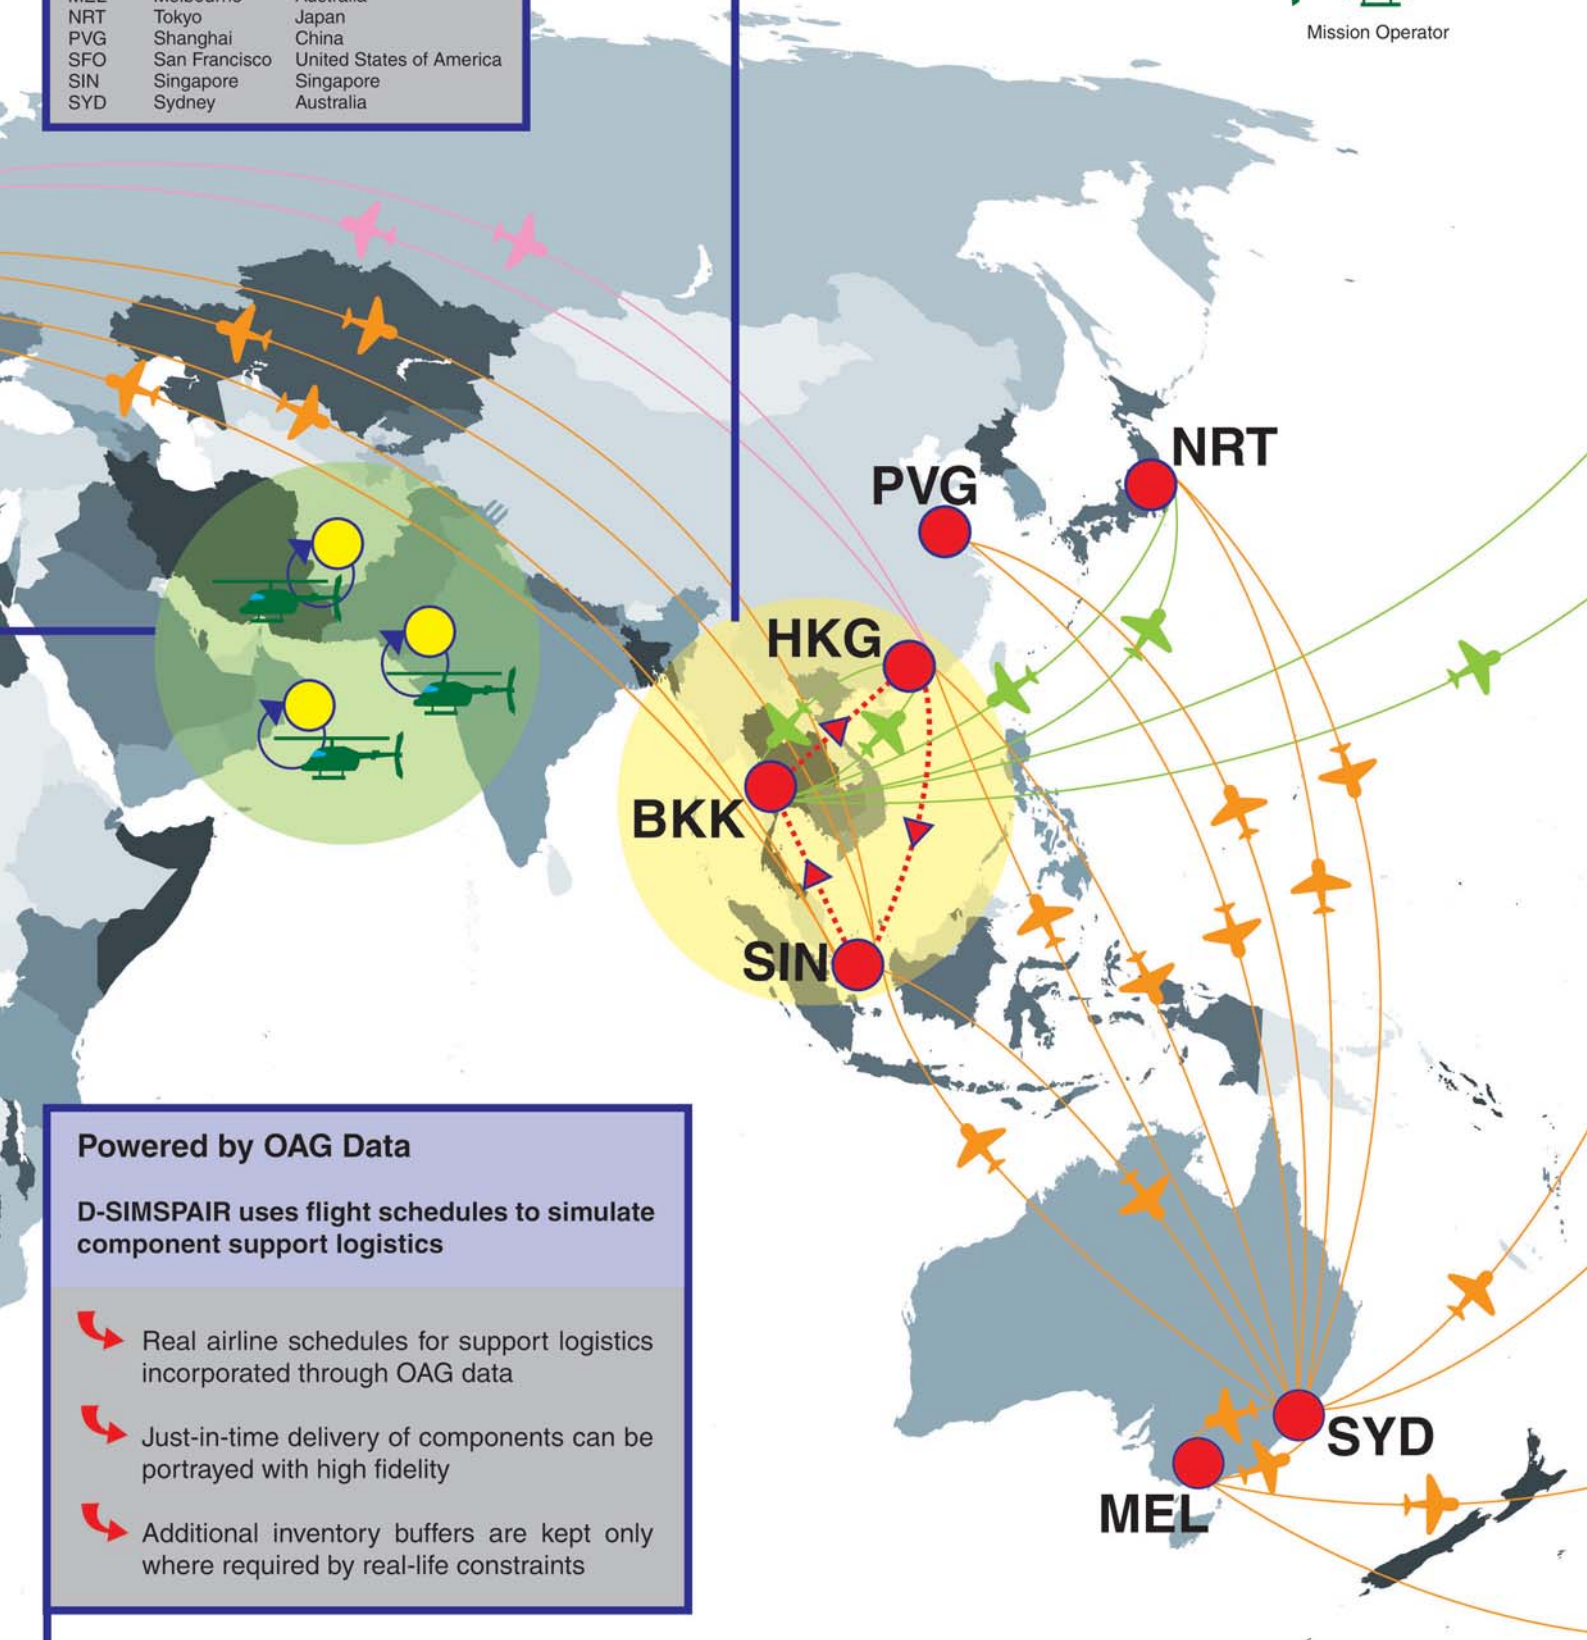 MEL Melbourne Australia
NRT Tokyo Japan
PVG Shanghai China
SFO San Francisco United States of America
SIN Singapore Singapore
SYD Sydney Australia
Mission Operator
NRT
PVG
HKG
BKK
SIN
SYD
MEL
Powered by OAG Data
D-SIMSPAIR uses flight schedules to simulate
component support logistics
Real airline schedules for support logistics
incorporated through OAG data
Just-in-time delivery of components can be
portrayed with high fidelity
Additional inventory buffers are kept only
where required by real-life constraints